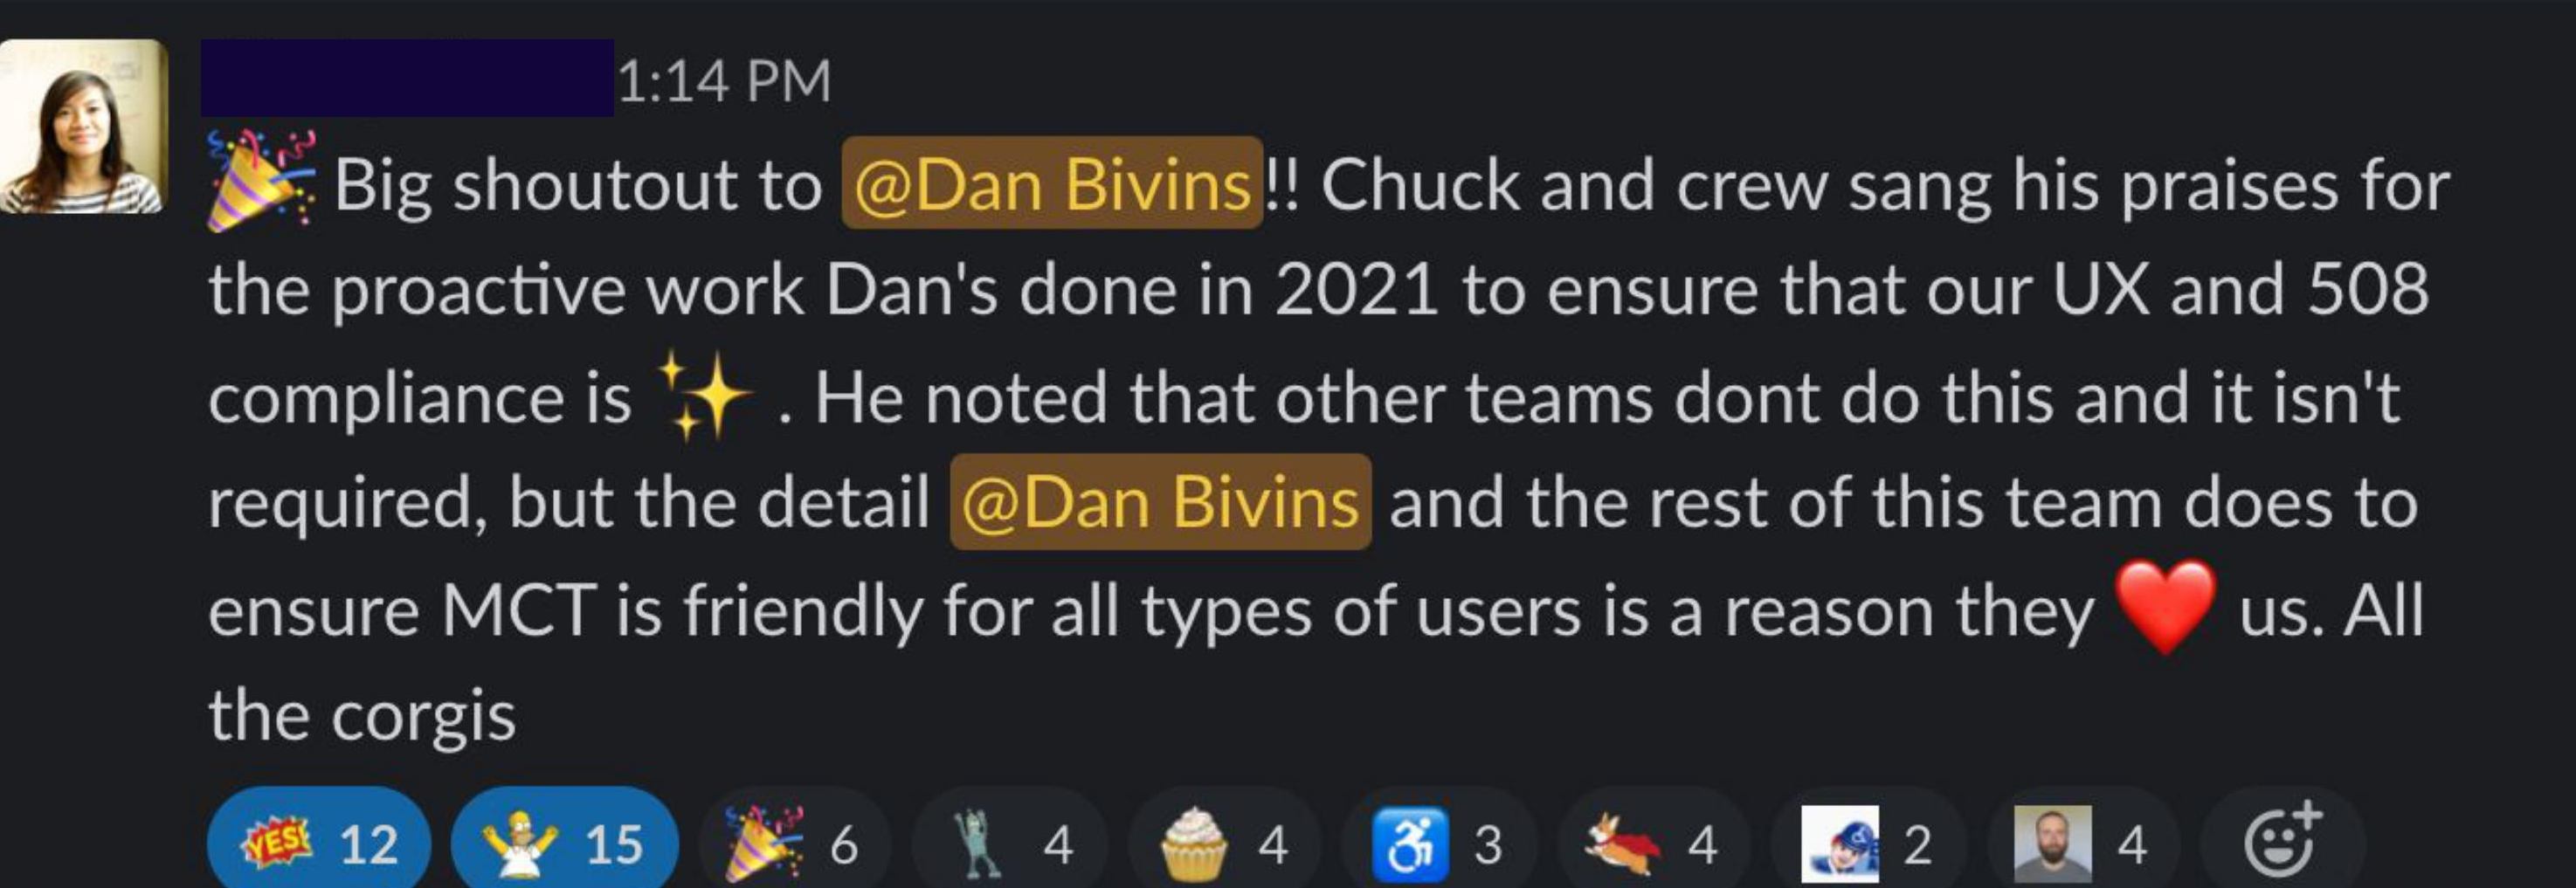 1:14 PM
🎉 Big shoutout to @Dan Bivins!! Chuck and crew sang his praises for
the proactive work Dan's done in 2021 to ensure that our UX and 508
compliance is ✨ . He noted that other teams dont do this and it isn't
required, but the detail @Dan Bivins and the rest of this team does to
ensure MCT is friendly for all types of users is a reason they ❤️ us. All
the corgis
YES! 12 15 6 4 4 3 4 2 4